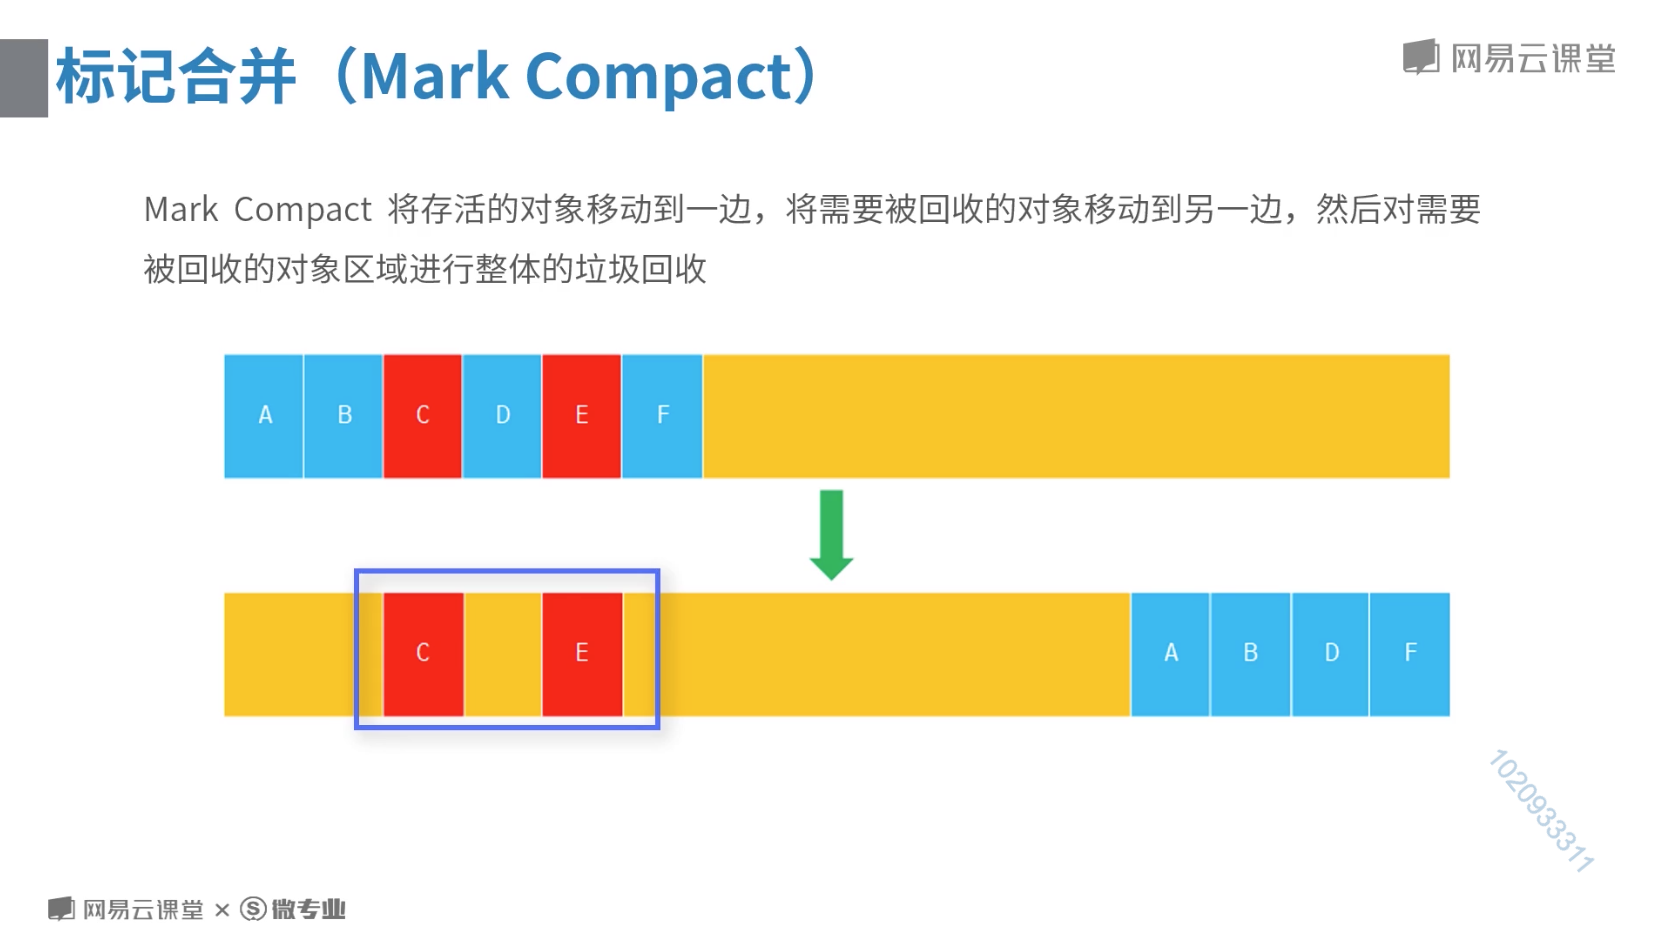 标记合并（Mark Compact）
网易云课堂
Mark Compact 将存活的对象移动到一边，将需要被回收的对象移动到另一边，然后对需要
被回收的对象区域进行整体的垃圾回收
A B C D E F
C E A B D F
1020933311
网易云课堂 × S 微专业